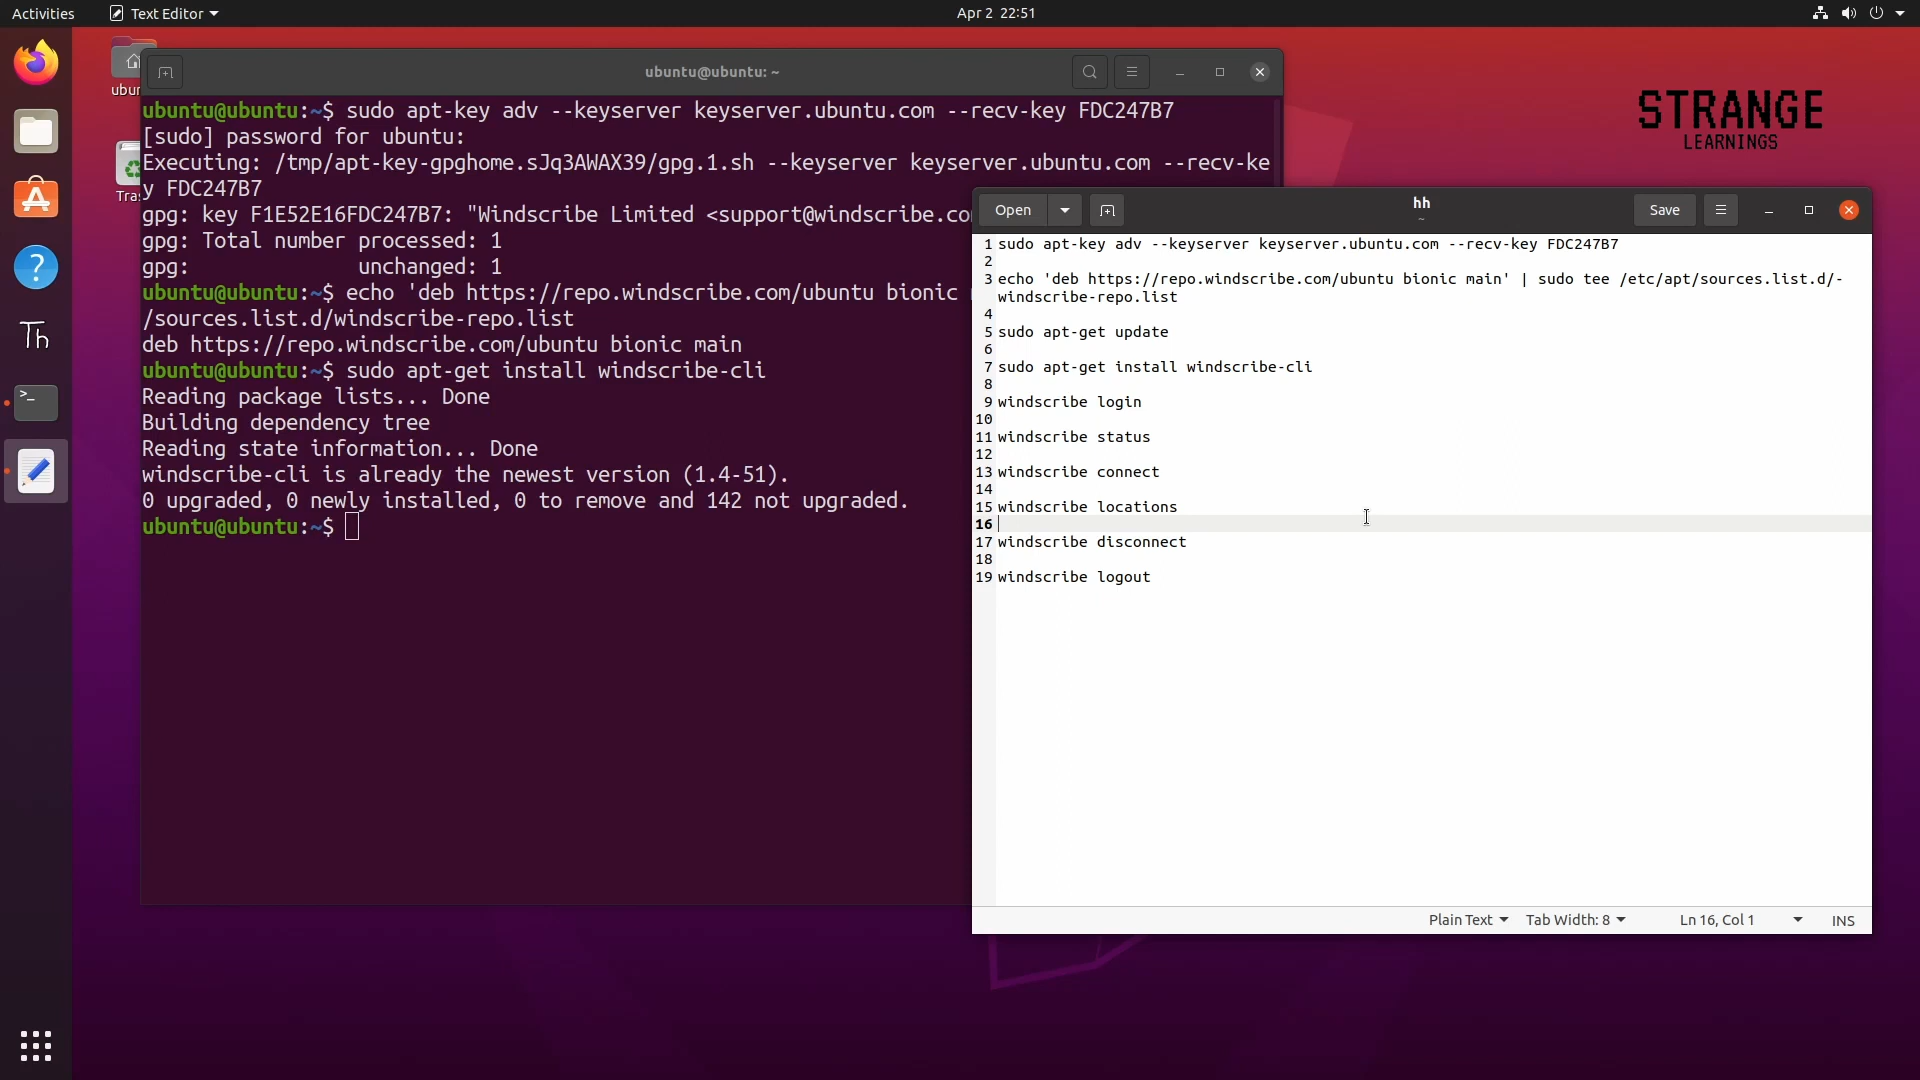 Activities
Text Editor
Apr 2 22:51
STRANGE
LEARNINGS
ubuntu@ubuntu: ~
ubuntu@ubuntu:~$ sudo apt-key adv --keyserver keyserver.ubuntu.com --recv-key FDC247B7
[sudo] password for ubuntu:
Executing: /tmp/apt-key-gpghome.sJq3AWAX39/gpg.1.sh --keyserver keyserver.ubuntu.com --recv-ke
y FDC247B7
gpg: key F1E52E16FDC247B7: "Windscribe Limited <support@windscribe.co
gpg: Total number processed: 1
gpg: unchanged: 1
ubuntu@ubuntu:~$ echo 'deb https://repo.windscribe.com/ubuntu bionic
/sources.list.d/windscribe-repo.list
deb https://repo.windscribe.com/ubuntu bionic main
ubuntu@ubuntu:~$ sudo apt-get install windscribe-cli
Reading package lists... Done
Building dependency tree
Reading state information... Done
windscribe-cli is already the newest version (1.4-51).
0 upgraded, 0 newly installed, 0 to remove and 142 not upgraded.
ubuntu@ubuntu:~$
Open
hh
~
Save
1 sudo apt-key adv --keyserver keyserver.ubuntu.com --recv-key FDC247B7
2
3 echo 'deb https://repo.windscribe.com/ubuntu bionic main' | sudo tee /etc/apt/sources.list.d/-
windscribe-repo.list
4
5 sudo apt-get update
6
7 sudo apt-get install windscribe-cli
8
9 windscribe login
10
11 windscribe status
12
13 windscribe connect
14
15 windscribe locations
16
17 windscribe disconnect
18
19 windscribe logout
Plain Text
Tab Width: 8
Ln 16, Col 1
INS
ubun
Tra
Th